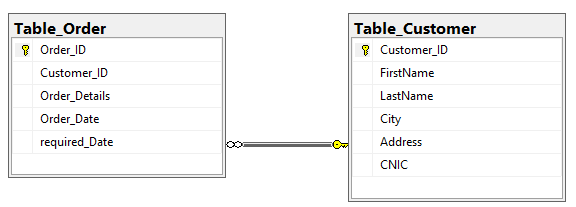 Table_Order
Order_ID
Customer_ID
Order_Details
Order_Date
required_Date
Table_Customer
Customer_ID
FirstName
LastName
City
Address
CNIC